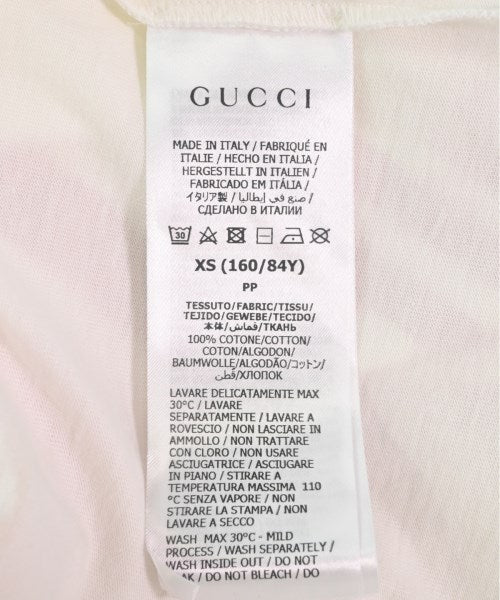 GUCCI
MADE IN ITALY / FABRIQUÉ EN
ITALIE / HECHO EN ITALIA /
HERGESTELLT IN ITALIEN /
FABRICADO EM ITÁLIA /
イタリア製 / صنع في إيطاليا /
СДЕЛАНО В ИТАЛИИ
30
XS (160/84Y)
PP
TESSUTO/FABRIC/TISSU/
TEJIDO/GEWEBE/TECIDO/
本体/قماش/ТКАНЬ
100% COTONE/COTTON/
COTON/ALGODON/
BAUMWOLLE/ALGODÃO/コットン/
قطن/ХЛОПОК
LAVARE DELICATAMENTE MAX
30°C / LAVARE
SEPARATAMENTE / LAVARE A
ROVESCIO / NON LASCIARE IN
AMMOLLO / NON TRATTARE
CON CLORO / NON USARE
ASCIUGATRICE / ASCIUGARE
IN PIANO / STIRARE A
TEMPERATURA MASSIMA 110
°C SENZA VAPORE / NON
STIRARE LA STAMPA / NON
LAVARE A SECCO
WASH MAX 30°C - MILD
PROCESS / WASH SEPARATELY /
WASH INSIDE OUT / DO NOT
/ DO NOT BLEACH / DO